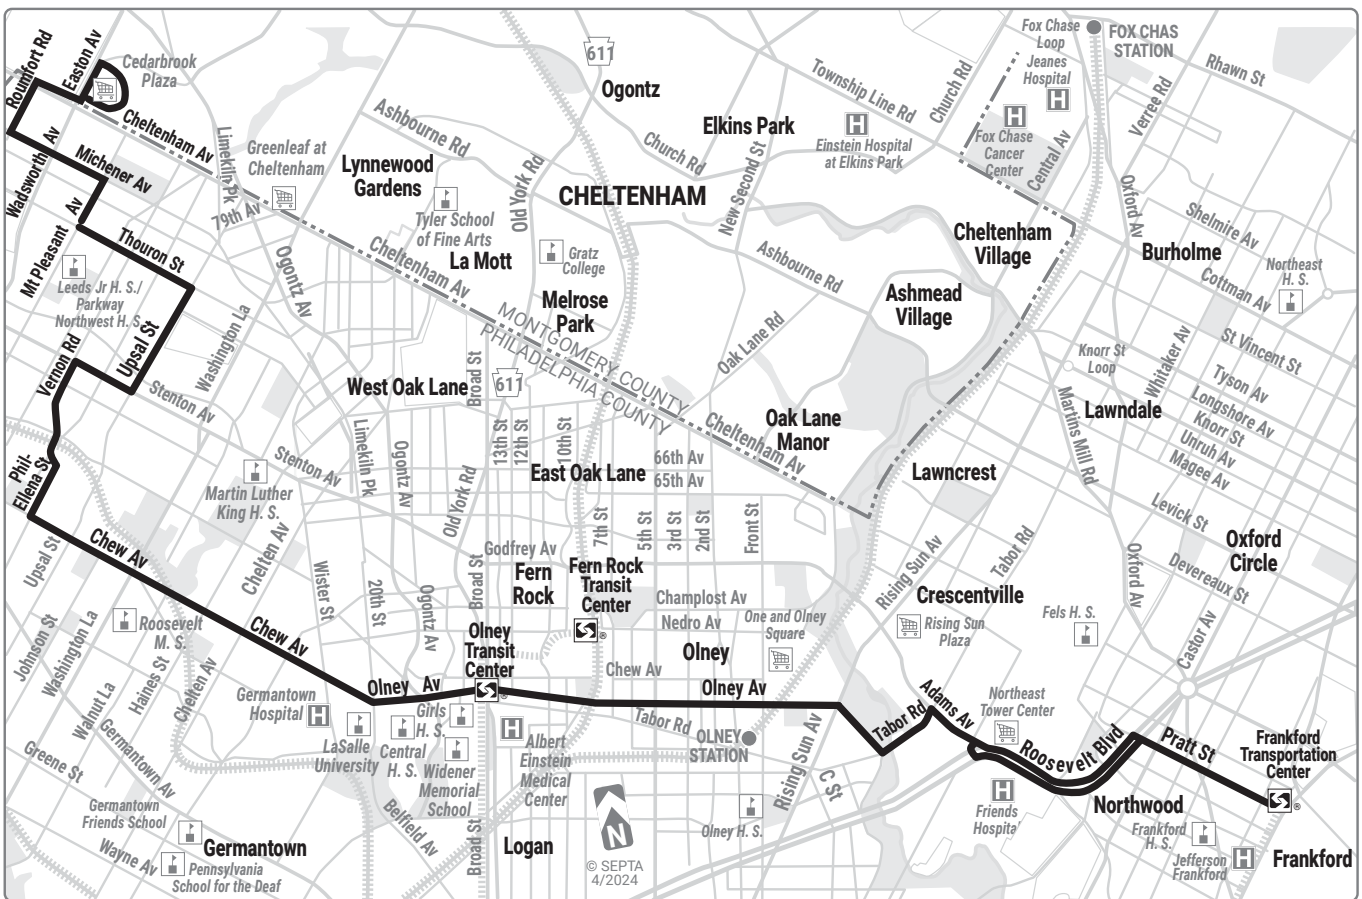 Roumfort Rd
Easton Av
Cedarbrook
Plaza
611
Ogontz
Fox Chase
Loop
FOX CHAS
STATION
Jeanes
Hospital
Rhawn St
Township Line Rd
Church Rd
Verree Rd
Cheltenham Av
Wadsworth Av
Michener Av
Limekiln Pk
Greenleaf at
Cheltenham
Ashbourne Rd
Lynnewood
Gardens
Old York Rd
Church Rd
Elkins Park
H
Einstein Hospital
at Elkins Park
H
H
Fox Chase
Cancer
Center
Central Av
79th Av
Tyler School
of Fine Arts
CHELTENHAM
New Second St
Oxford Av
Shelmire Av
Mt Pleasant Av
Thouron St
Ogontz Av
Cheltenham Av
La Mott
Gratz
College
Ashbourne Rd
Cheltenham
Village
Burholme
Northeast
H. S.
Cottman Av
Leeds Jr H. S./
Parkway
Northwest H. S.
Melrose
Park
Ashmead
Village
MONTGOMERY COUNTY
PHILADELPHIA COUNTY
Washington La
Upsal St
Vernon Rd
Oak Lane Rd
Knorr St
Loop
Whitaker Av
St Vincent St
Tyson Av
Longshore Av
Knorr St
Unruh Av
Magee Av
Stenton Av
West Oak Lane
Broad St
611
Martins Mill Rd
Lawndale
Oak Lane
Manor
Cheltenham Av
Limekiln Pk
Ogontz Av
13th St
12th St
10th St
66th Av
65th Av
East Oak Lane
Lawncrest
Phil-
Ellena St
Stenton Av
Martin Luther
King H. S.
Old York Rd
Levick St
Oxford
Circle
Devereaux St
7th St
5th St
3rd St
2nd St
Front St
Rising Sun Av
Tabor Rd
Oxford Av
Chew Av
Upsal St
Chelten Av
Wister St
20th St
Ogontz Av
Broad St
Godfrey Av
Fern
Rock
Fern Rock
Transit
Center
®
Champlost Av
Nedro Av
One and Olney
Square
Crescentville
Rising Sun
Plaza
Fels H. S.
Castor Av
Johnson St
Washington La
Roosevelt
M. S.
Chew Av
Olney
Transit
Center
®
Chew Av
Olney
Walnut La
Haines St
Chelten Av
Germantown
Hospital
H
Olney Av
Olney Av
Tabor Rd
Adams Av
Northeast
Tower Center
Roosevelt Blvd
Pratt St
Frankford
Transportation
Center
®
Greene St
Germantown Av
LaSalle
University
Girls
H. S.
Central
H. S.
Widener
Memorial
School
H
Albert
Einstein
Medical
Center
Tabor Rd
OLNEY
STATION
Rising Sun Av
C St
Germantown
Friends School
Belfield Av
Broad St
N
Olney H. S.
H
Friends
Hospital
Northwood
Frankford
H. S.
Wayne Av
Germantown
Pennsylvania
School for the Deaf
Logan
© SEPTA
4/2024
Jefferson
Frankford
H
Frankford